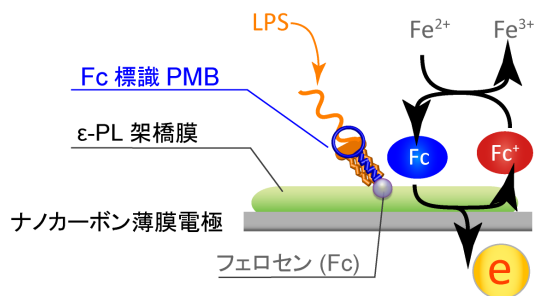 LPS
Fe2+
Fe3+
Fc 標識 PMB
ε-PL 架橋膜
Fc
Fc+
ナノカーボン薄膜電極
フェロセン (Fc)
e